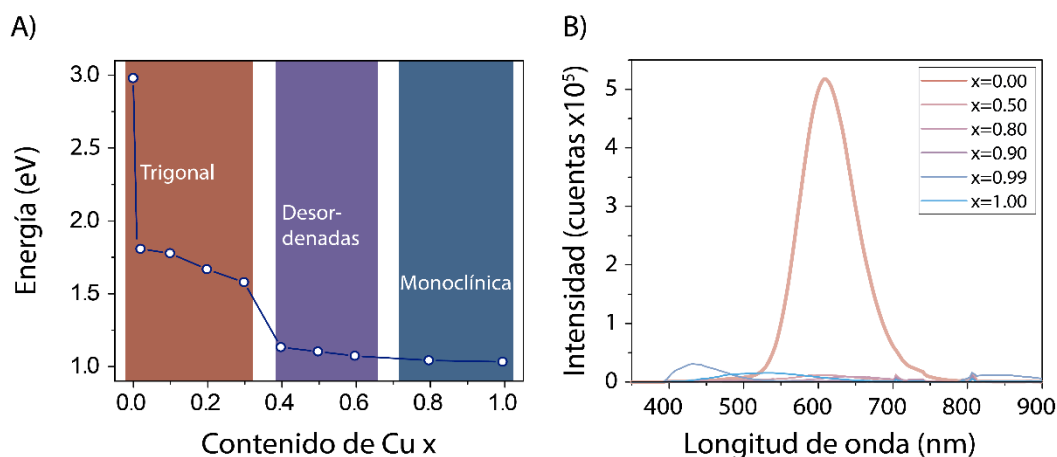 A)
Energía (eV)
3.0
2.5
2.0
1.5
1.0
Trigonal
Desor-
denadas
Monoclínica
0.0 0.2 0.4 0.6 0.8 1.0
Contenido de Cu x
B)
Intensidad (cuentas x10⁵)
5
4
3
2
1
0
x=0.00
x=0.50
x=0.80
x=0.90
x=0.99
x=1.00
400 500 600 700 800 900
Longitud de onda (nm)